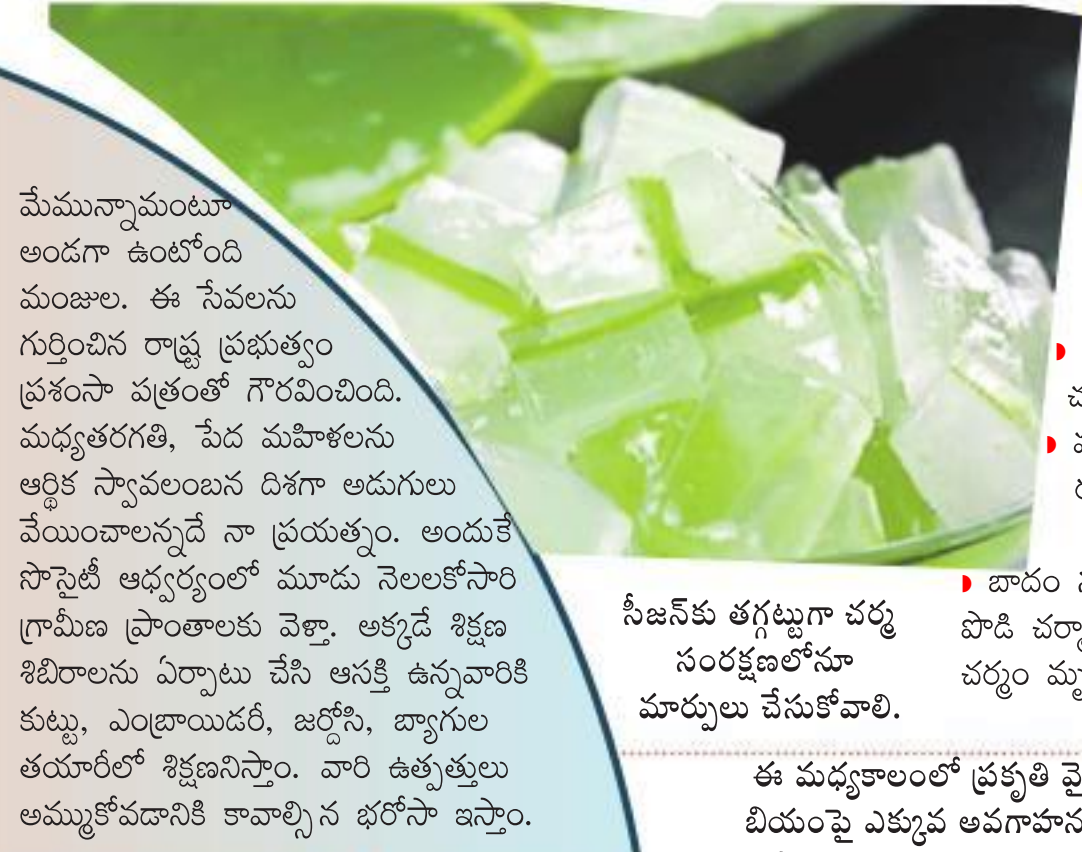 మేమున్నామంటూ
అండగా ఉంటోంది
మంజుల. ఈ సేవలను
గుర్తించిన రాష్ట్ర ప్రభుత్వం
ప్రశంసా పత్రంతో గౌరవించింది.
మధ్యతరగతి, పేద మహిళలను
ఆర్థిక స్వావలంబన దిశగా అడుగులు
వేయించాలన్నదే నా ప్రయత్నం. అందుకే
సొసైటీ ఆధ్వర్యంలో మూడు నెలలకోసారి
గ్రామీణ ప్రాంతాలకు వెళ్తా. అక్కడే శిక్షణ
శిబిరాలను ఏర్పాటు చేసి ఆసక్తి ఉన్నవారికి
కుట్టు, ఎంబ్రాయిడరీ, జర్దోసి, బ్యాగుల
తయారీలో శిక్షణనిస్తాం. వారి ఉత్పత్తులు
అమ్ముకోవడానికి కావాల్సిన భరోసా ఇస్తాం.
సీజన్‌కు తగ్గట్టుగా చర్మ
సంరక్షణలోనూ
మార్పులు చేసుకోవాలి.
బాదం
పొడి
చర్మం
ఈ మధ్యకాలంలో ప్రకృతి
బియంపై ఎక్కువ అవగాహన